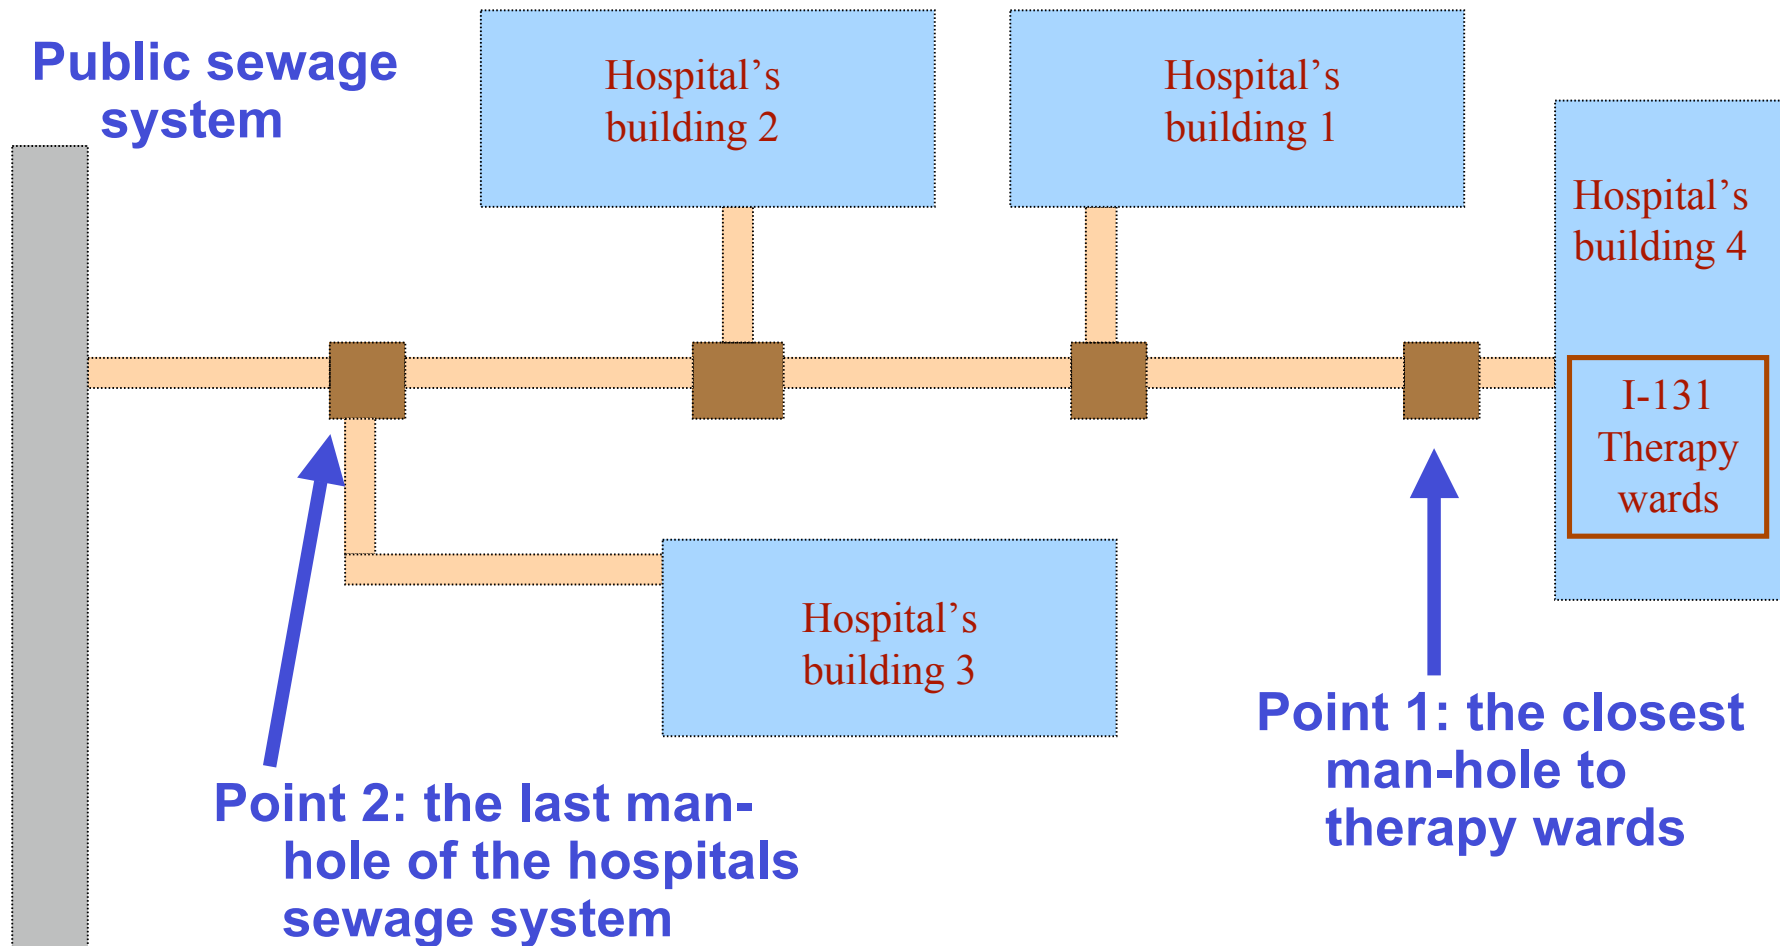 Public sewage
system
Hospital’s
building 2
Hospital’s
building 1
Hospital’s
building 4
I-131
Therapy
wards
Hospital’s
building 3
Point 1: the closest
man-hole to
therapy wards
Point 2: the last man-
hole of the hospitals
sewage system